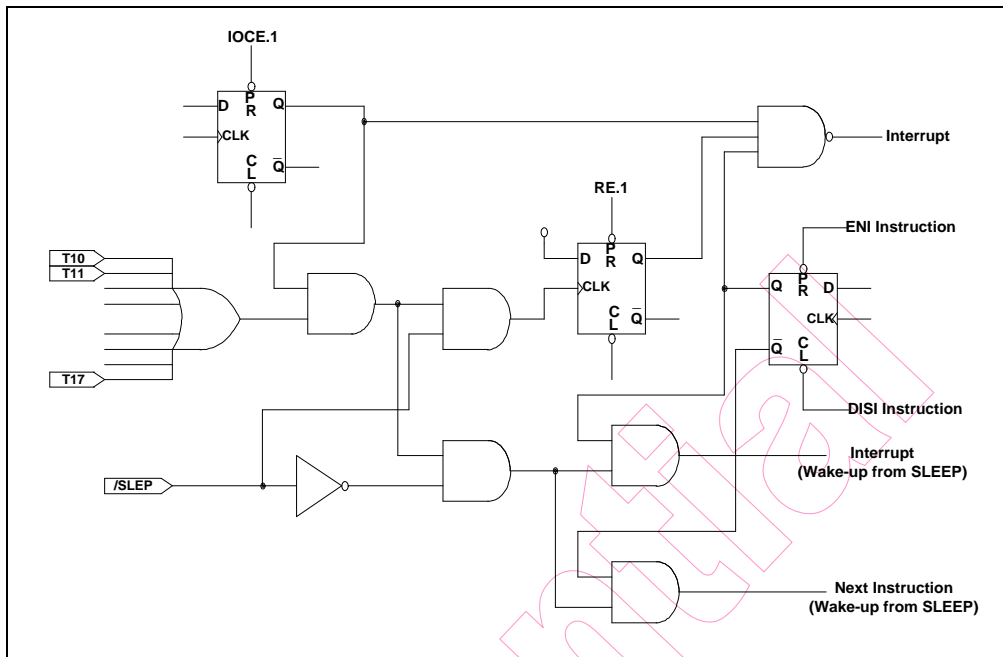 IOCE.1
D
P
R
Q
CLK
C
L
Q
RE.1
D
P
R
Q
CLK
C
L
Q
Interrupt
ENI Instruction
Q
P
R
D
CLK
Q
C
L
DISI Instruction
T10
T11
T17
/SLEP
Interrupt
(Wake-up from SLEEP)
Next Instruction
(Wake-up from SLEEP)